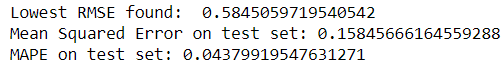 Lowest RMSE found:  0.5845059719540542
Mean Squared Error on test set: 0.15845666164559288
MAPE on test set: 0.04379919547631271